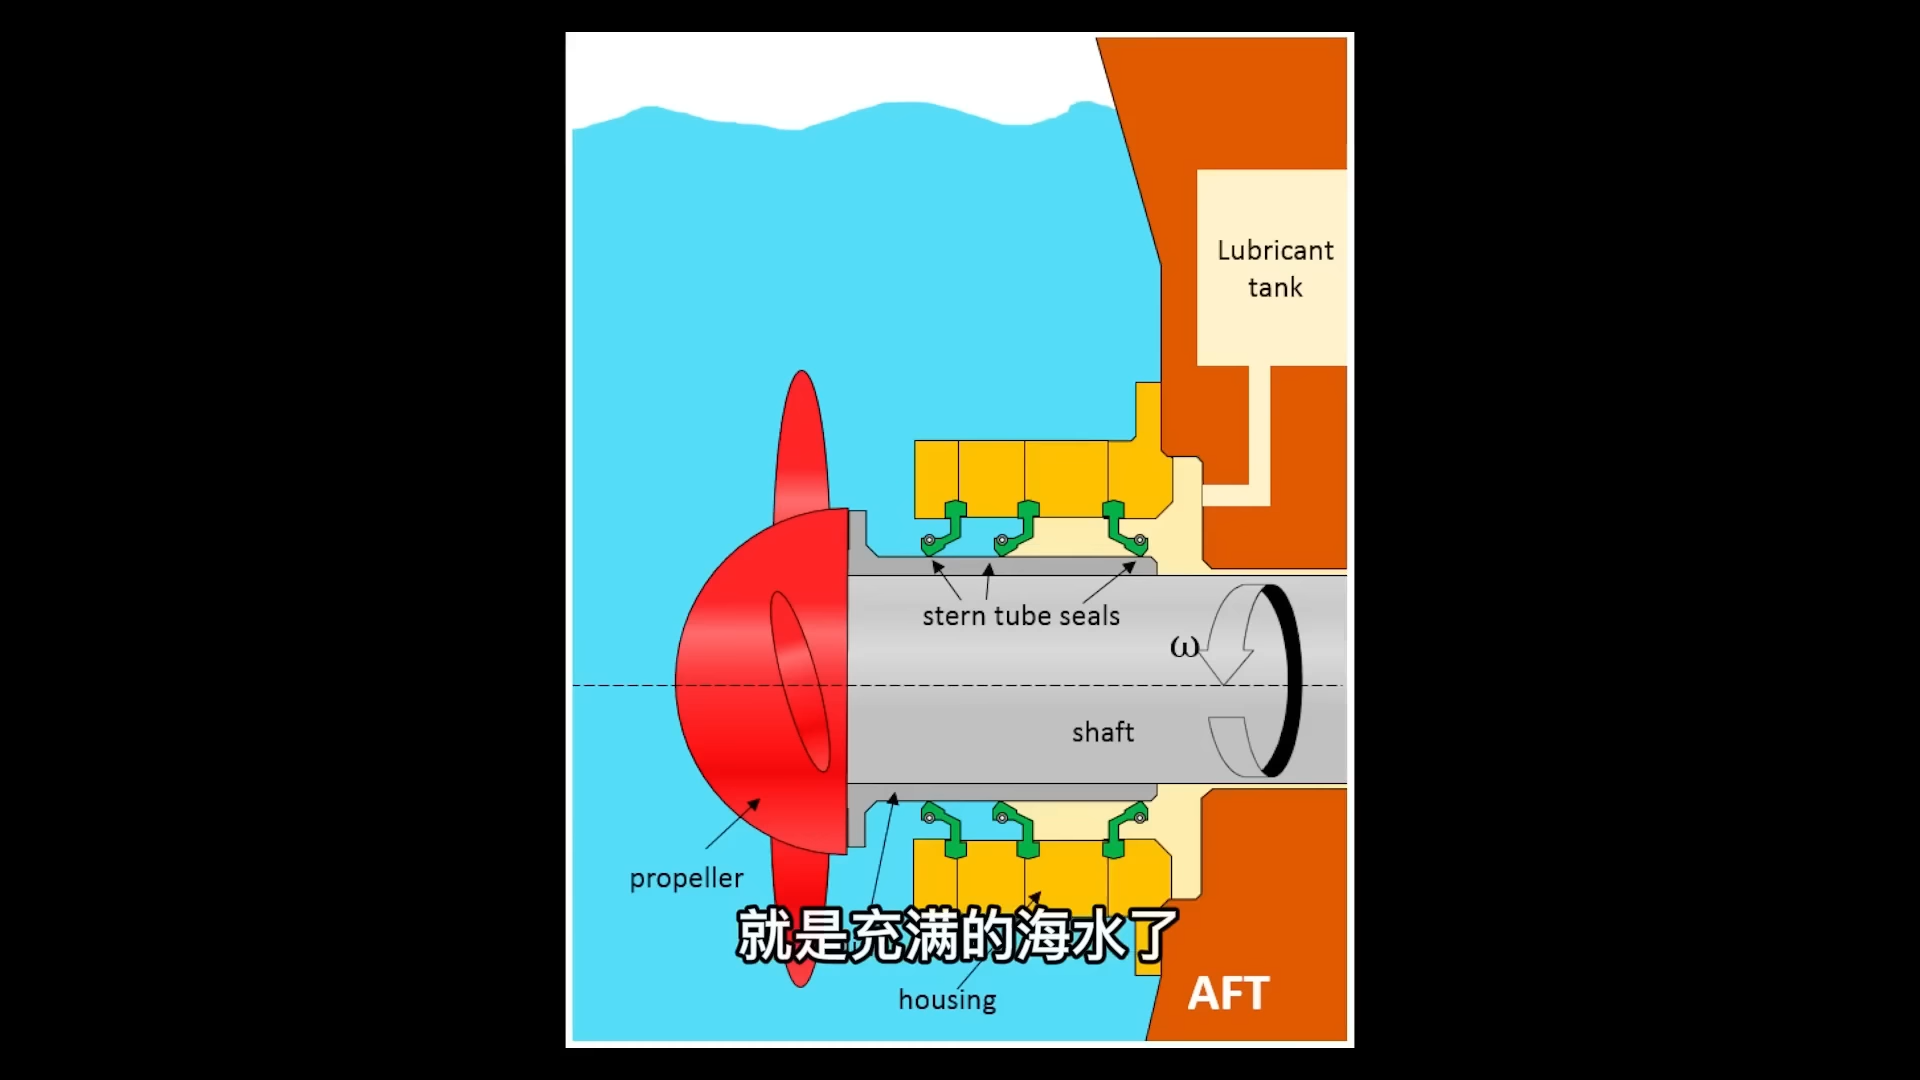 Lubricant
tank
stern tube seals
ω
shaft
propeller
就是充满的海水了
housing
AFT